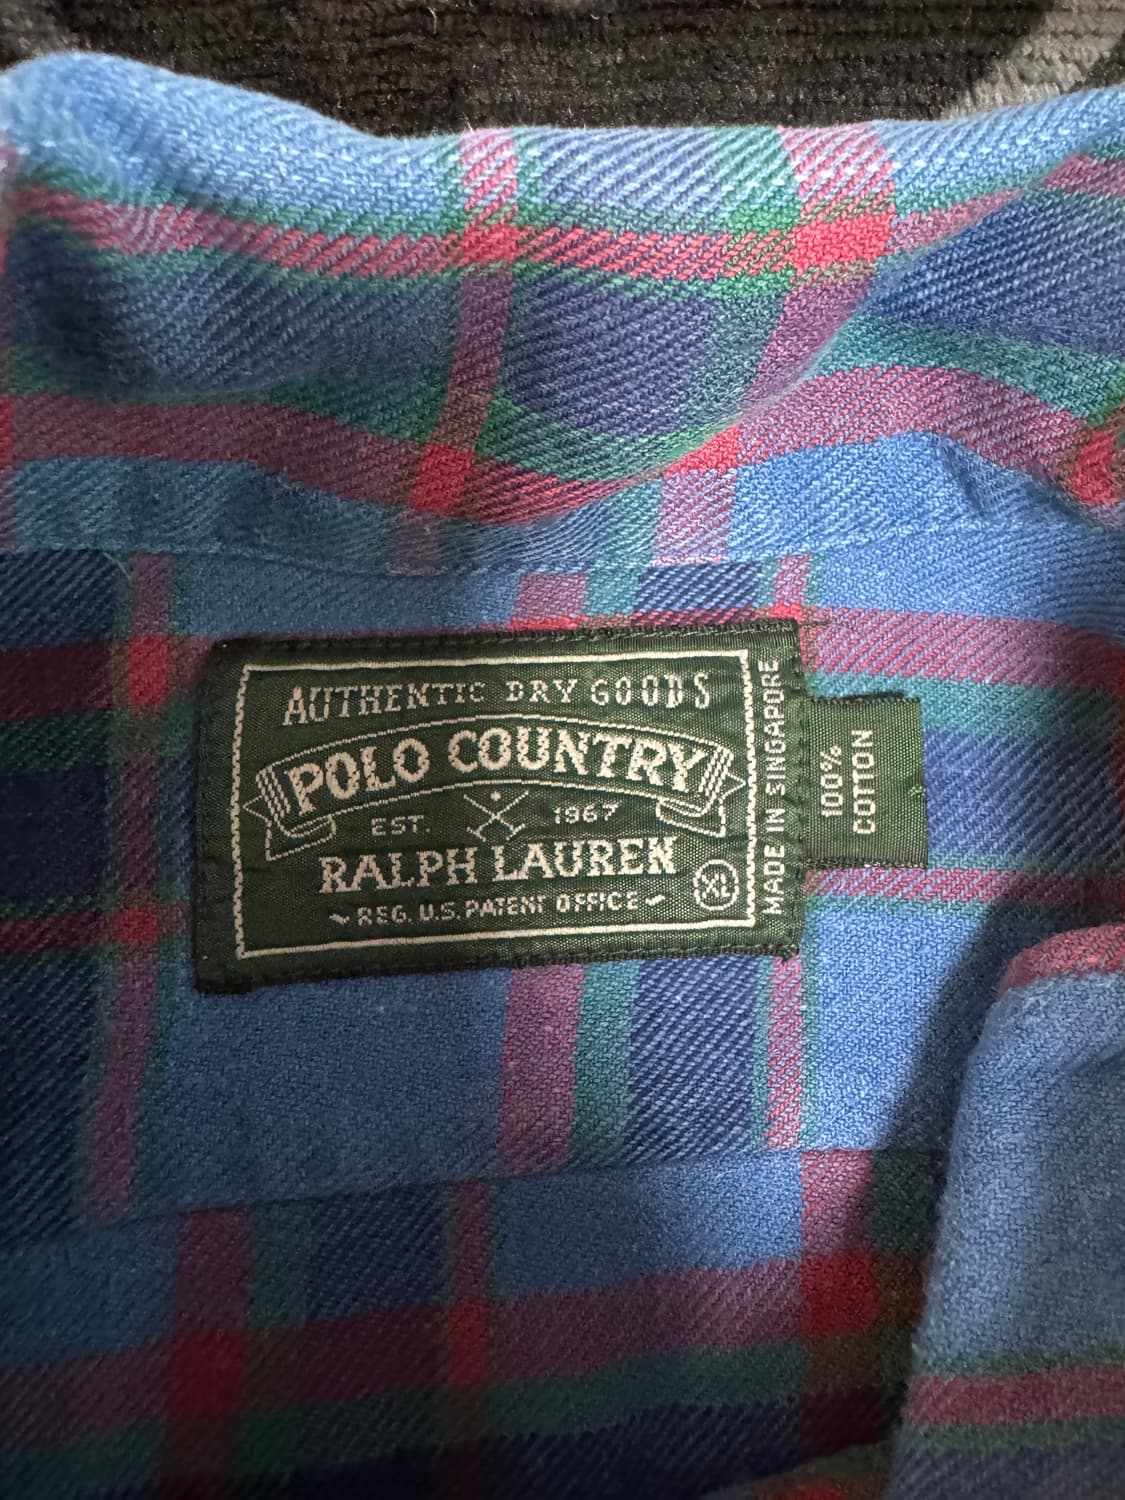 AUTHENTIC DRY GOODS
POLO COUNTRY
EST. 1967
RALPH LAUREN
REG. U.S. PATENT OFFICE
XL
MADE IN SINGAPORE
100%
COTTON